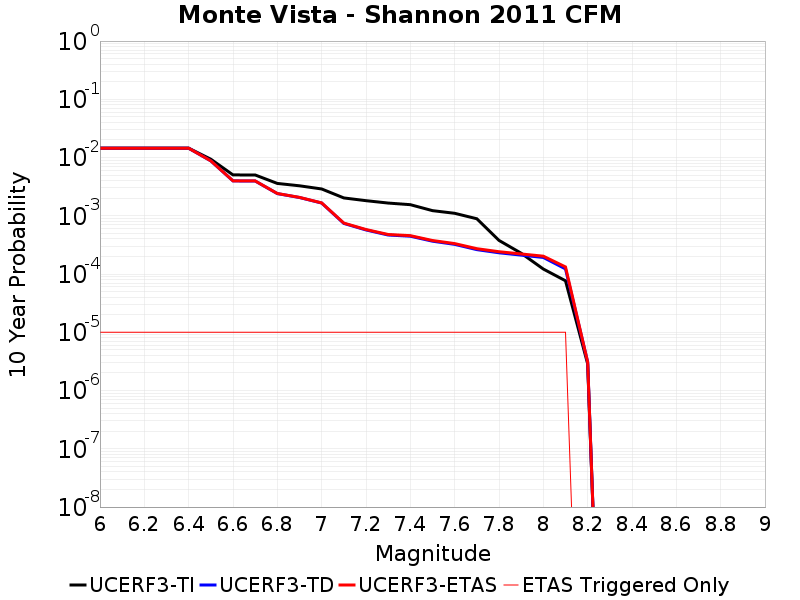 Monte Vista - Shannon 2011 CFM
10 Year Probability
10^0
10^-1
10^-2
10^-3
10^-4
10^-5
10^-6
10^-7
10^-8
6 6.2 6.4 6.6 6.8 7 7.2 7.4 7.6 7.8 8 8.2 8.4 8.6 8.8 9
Magnitude
UCERF3-TI UCERF3-TD UCERF3-ETAS ETAS Triggered Only